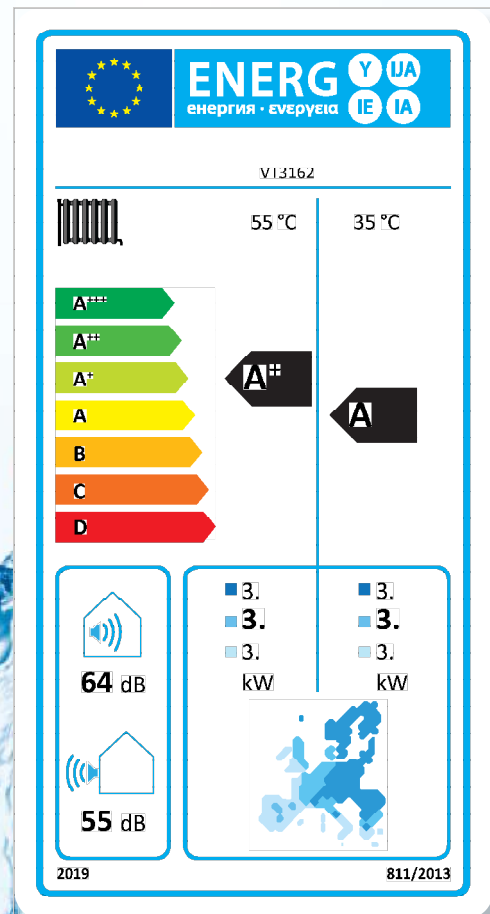 ENERG Y IJA
енергия · ενεργεια IE IA
VT3162
55 °C 35 °C
A+++
A++
A+
A
B
C
D
A+
A
3. 3.
3. 3.
3. 3.
kW kW
64 dB
55 dB
2019 811/2013